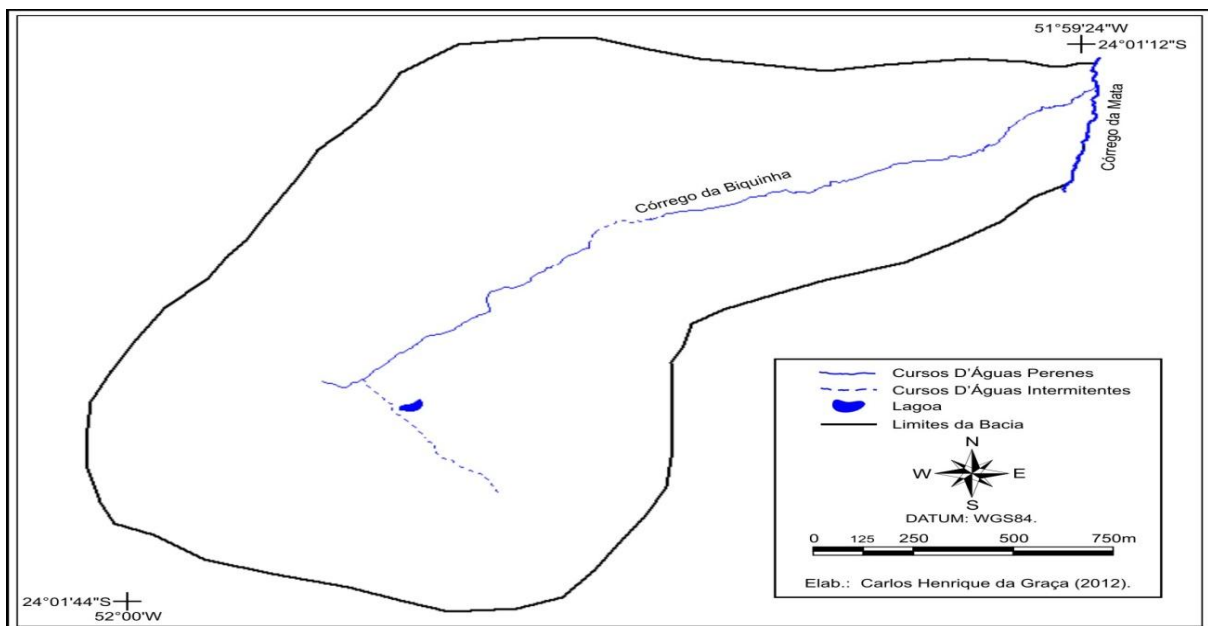 51°59'24"W
24°01'12"S
Córrego da Mata
Córrego da Biquinha
Cursos D'Águas Perenes
Cursos D'Águas Intermitentes
Lagoa
Limites da Bacia
N
W E
S
DATUM: WGS84.
0 125 250 500 750m
Elab.: Carlos Henrique da Graça (2012).
24°01'44"S
52°00'W